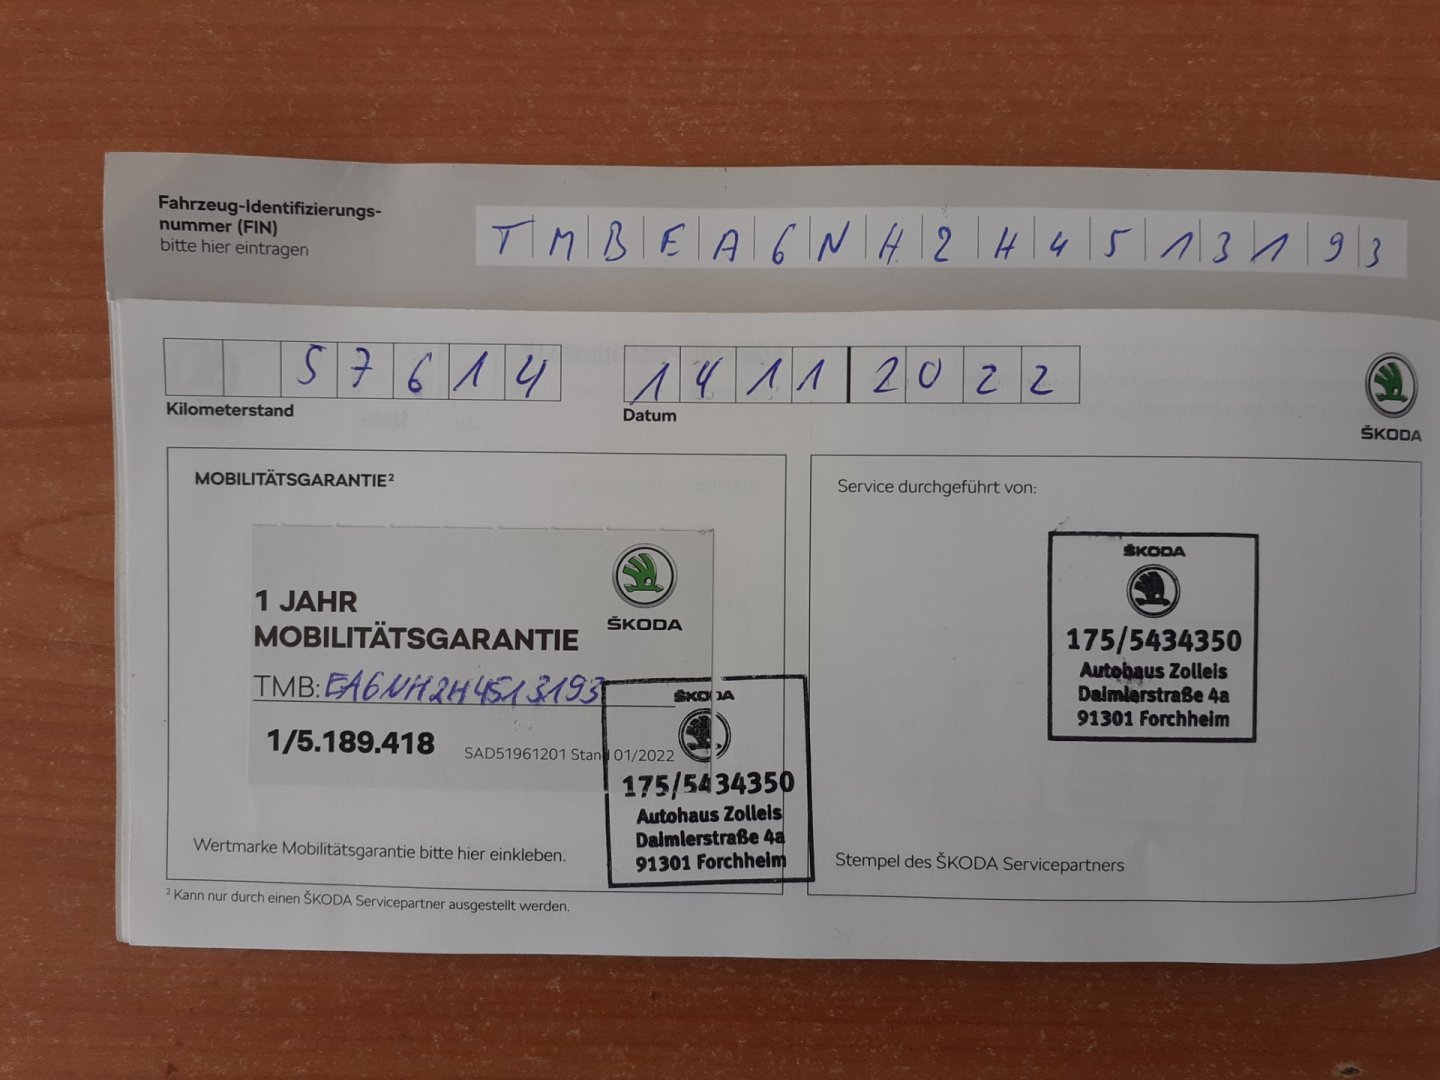 Fahrzeug-Identifizierungs-
nummer (FIN)
bitte hier eintragen
TMBEA6NH2H4513193
57614
14 11 2022
Kilometerstand
Datum
ŠKODA
MOBILITÄTSGARANTIE²
1 JAHR
MOBILITÄTSGARANTIE
ŠKODA
TMB: EA6NH2H4513193
1/5.189.418
SAD51961201 Stand 01/2022
ŠKODA
175/5434350
Autohaus Zolleis
Daimlerstraße 4a
91301 Forchheim
Wertmarke Mobilitätsgarantie bitte hier einkleben.
² Kann nur durch einen ŠKODA Servicepartner ausgestellt werden.
Service durchgeführt von:
ŠKODA
175/5434350
Autohaus Zolleis
Daimlerstraße 4a
91301 Forchheim
Stempel des ŠKODA Servicepartners